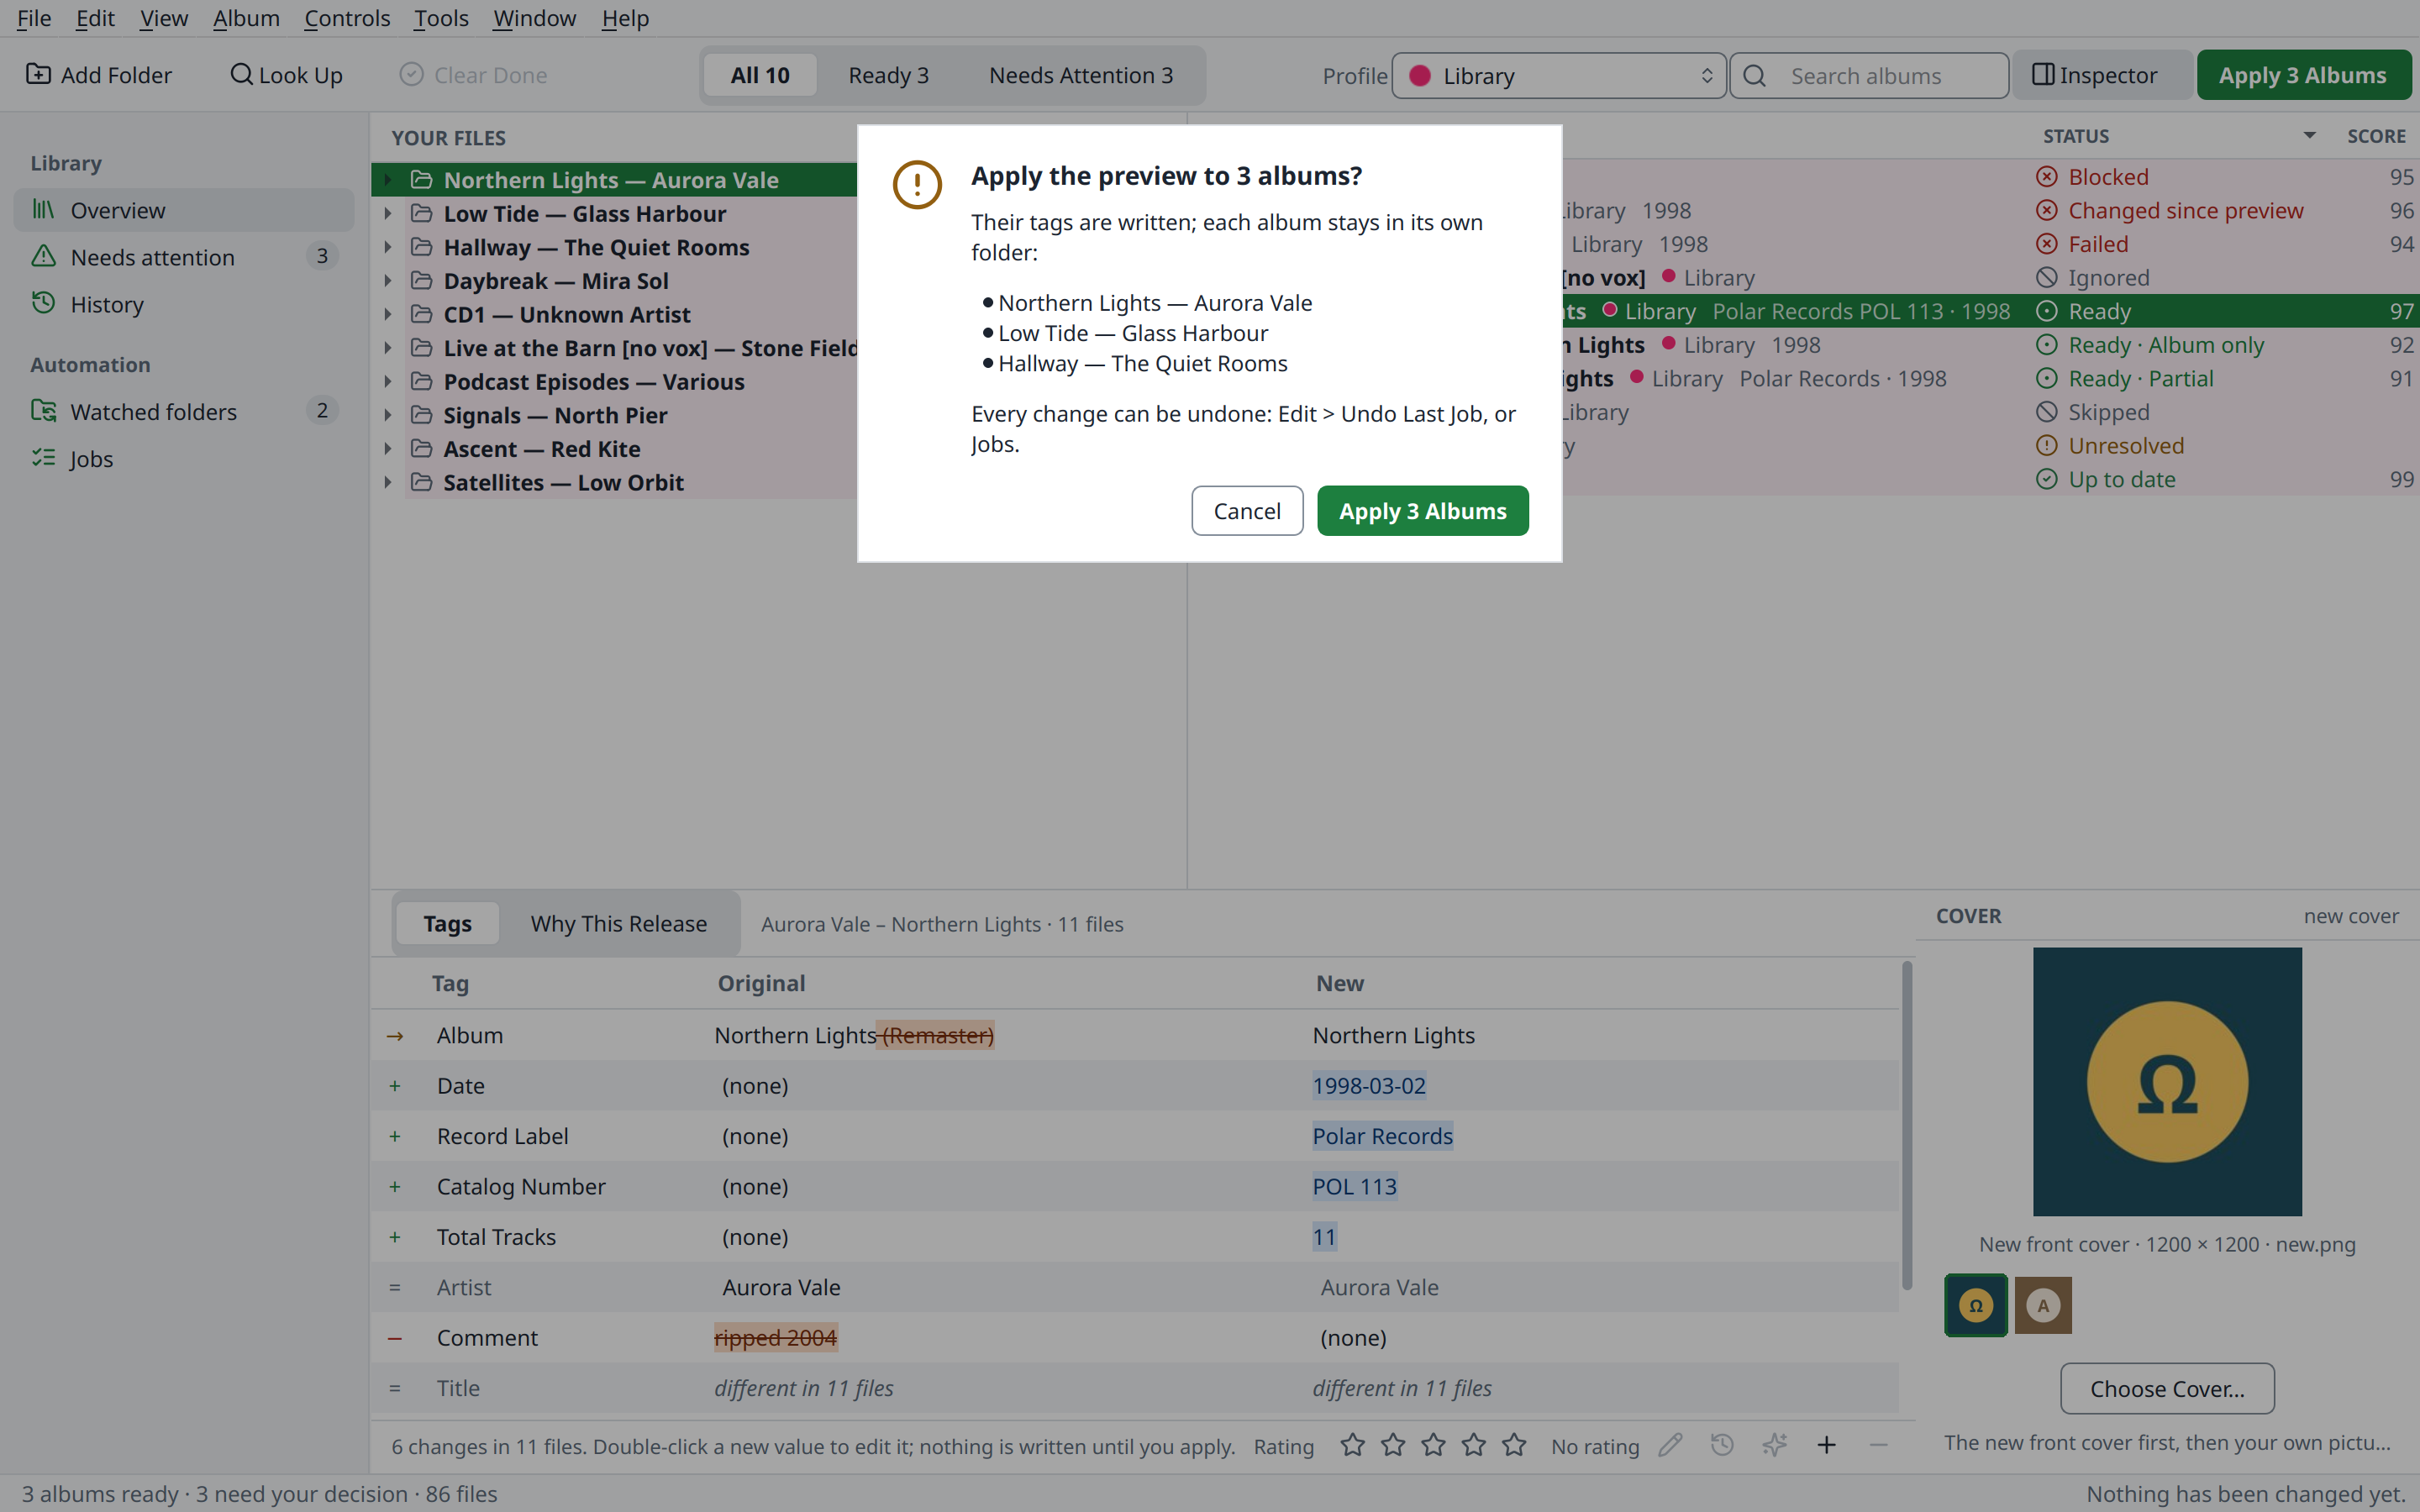 File Edit View Album Controls Tools Window Help
Add Folder Look Up Clear Done All 10 Ready 3 Needs Attention 3 Profile Library Search albums Inspector Apply 3 Albums
Library
Overview
Needs attention 3
History
Automation
Watched folders 2
Jobs
YOUR FILES
Northern Lights — Aurora Vale
Low Tide — Glass Harbour
Hallway — The Quiet Rooms
Daybreak — Mira Sol
CD1 — Unknown Artist
Live at the Barn [no vox] — Stone Field
Podcast Episodes — Various
Signals — North Pier
Ascent — Red Kite
Satellites — Low Orbit
Apply the preview to 3 albums?
Their tags are written; each album stays in its own
folder:
Northern Lights — Aurora Vale
Low Tide — Glass Harbour
Hallway — The Quiet Rooms
Every change can be undone: Edit > Undo Last Job, or
Jobs.
Cancel Apply 3 Albums
STATUS SCORE
Blocked 95
Library 1998 Changed since preview 96
Library 1998 Failed 94
[no vox] Library Ignored
Library Polar Records POL 113 · 1998 Ready 97
Lights Library 1998 Ready · Album only 92
Library Polar Records · 1998 Ready · Partial 91
Library Skipped
Unresolved
Up to date 99
Tags Why This Release Aurora Vale – Northern Lights · 11 files
Tag Original New
→ Album Northern Lights (Remaster) Northern Lights
+ Date (none) 1998-03-02
+ Record Label (none) Polar Records
+ Catalog Number (none) POL 113
+ Total Tracks (none) 11
= Artist Aurora Vale Aurora Vale
− Comment ripped 2004 (none)
= Title different in 11 files different in 11 files
6 changes in 11 files. Double-click a new value to edit it; nothing is written until you apply. Rating No rating
COVER new cover
Ω
New front cover · 1200 × 1200 · new.png
Ω A
Choose Cover...
The new front cover first, then your own pictu...
3 albums ready · 3 need your decision · 86 files
Nothing has been changed yet.